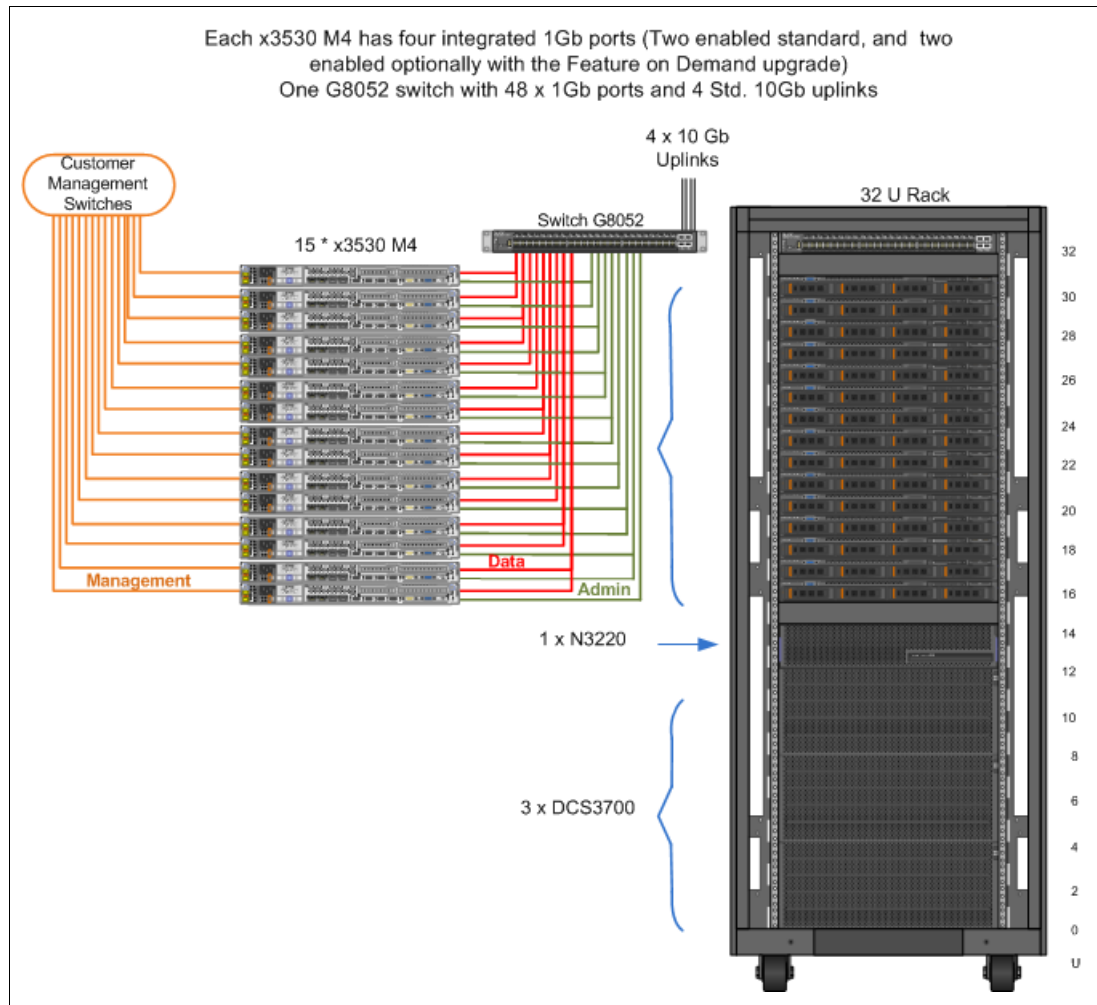 Each x3530 M4 has four integrated 1Gb ports (Two enabled standard, and two
enabled optionally with the Feature on Demand upgrade)
One G8052 switch with 48 x 1Gb ports and 4 Std. 10Gb uplinks
4 x 10 Gb
Uplinks
Customer
Management
Switches
32 U Rack
Switch G8052
15 * x3530 M4
32
30
28
26
24
22
20
18
Data
Management
Admin
16
1 x N3220
14
12
10
8
3 x DCS3700
6
4
2
0
U